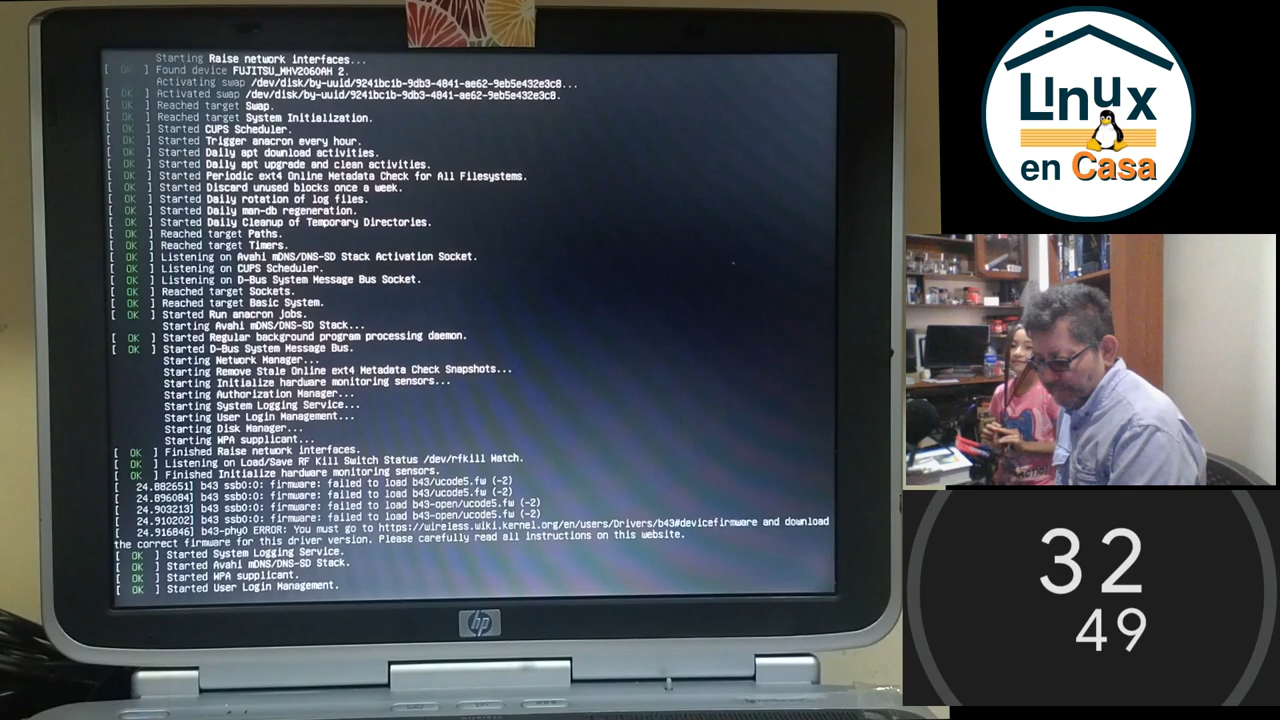 Starting Raise network interfaces...
[ OK ] Found device FUJITSU_MHV2060AH 2.
Activating swap /dev/disk/by-uuid/9241bc1b-9db3-4841-ae62-9eb5e432e3c8...
[ OK ] Activated swap /dev/disk/by-uuid/9241bc1b-9db3-4841-ae62-9eb5e432e3c8.
[ OK ] Reached target Swap.
[ OK ] Reached target System Initialization.
[ OK ] Started CUPS Scheduler.
[ OK ] Started Trigger anacron every hour.
[ OK ] Started Daily apt download activities.
[ OK ] Started Daily apt upgrade and clean activities.
[ OK ] Started Periodic ext4 Online Metadata Check for All Filesystems.
[ OK ] Started Discard unused blocks once a week.
[ OK ] Started Daily rotation of log files.
[ OK ] Started Daily man-db regeneration.
[ OK ] Started Daily Cleanup of Temporary Directories.
[ OK ] Reached target Paths.
[ OK ] Reached target Timers.
[ OK ] Listening on Avahi mDNS/DNS-SD Stack Activation Socket.
[ OK ] Listening on CUPS Scheduler.
[ OK ] Listening on D-Bus System Message Bus Socket.
[ OK ] Reached target Sockets.
[ OK ] Reached target Basic System.
[ OK ] Started Run anacron jobs.
Starting Avahi mDNS/DNS-SD Stack...
[ OK ] Started Regular background program processing daemon.
[ OK ] Started D-Bus System Message Bus.
Starting Network Manager...
Starting Remove Stale Online ext4 Metadata Check Snapshots...
Starting Initialize hardware monitoring sensors...
Starting Authorization Manager...
Starting System Logging Service...
Starting User Login Management...
Starting Disk Manager...
Starting WPA supplicant...
[ OK ] Finished Raise network interfaces.
[ OK ] Listening on Load/Save RF Kill Switch Status /dev/rfkill Watch.
[ OK ] Finished Initialize hardware monitoring sensors.
[ 24.882651] b43 ssb0:0: firmware: failed to load b43/ucode5.fw (-2)
[ 24.896084] b43 ssb0:0: firmware: failed to load b43/ucode5.fw (-2)
[ 24.903213] b43 ssb0:0: firmware: failed to load b43-open/ucode5.fw (-2)
[ 24.910202] b43 ssb0:0: firmware: failed to load b43-open/ucode5.fw (-2)
[ 24.916846] b43-phy0 ERROR: You must go to https://wireless.wiki.kernel.org/en/users/Drivers/b43#devicefirmware and download
the correct firmware for this driver version. Please carefully read all instructions on this website.
[ OK ] Started System Logging Service.
[ OK ] Started Avahi mDNS/DNS-SD Stack.
[ OK ] Started WPA supplicant.
[ OK ] Started User Login Management.
hp
Linux
en Casa
32
49